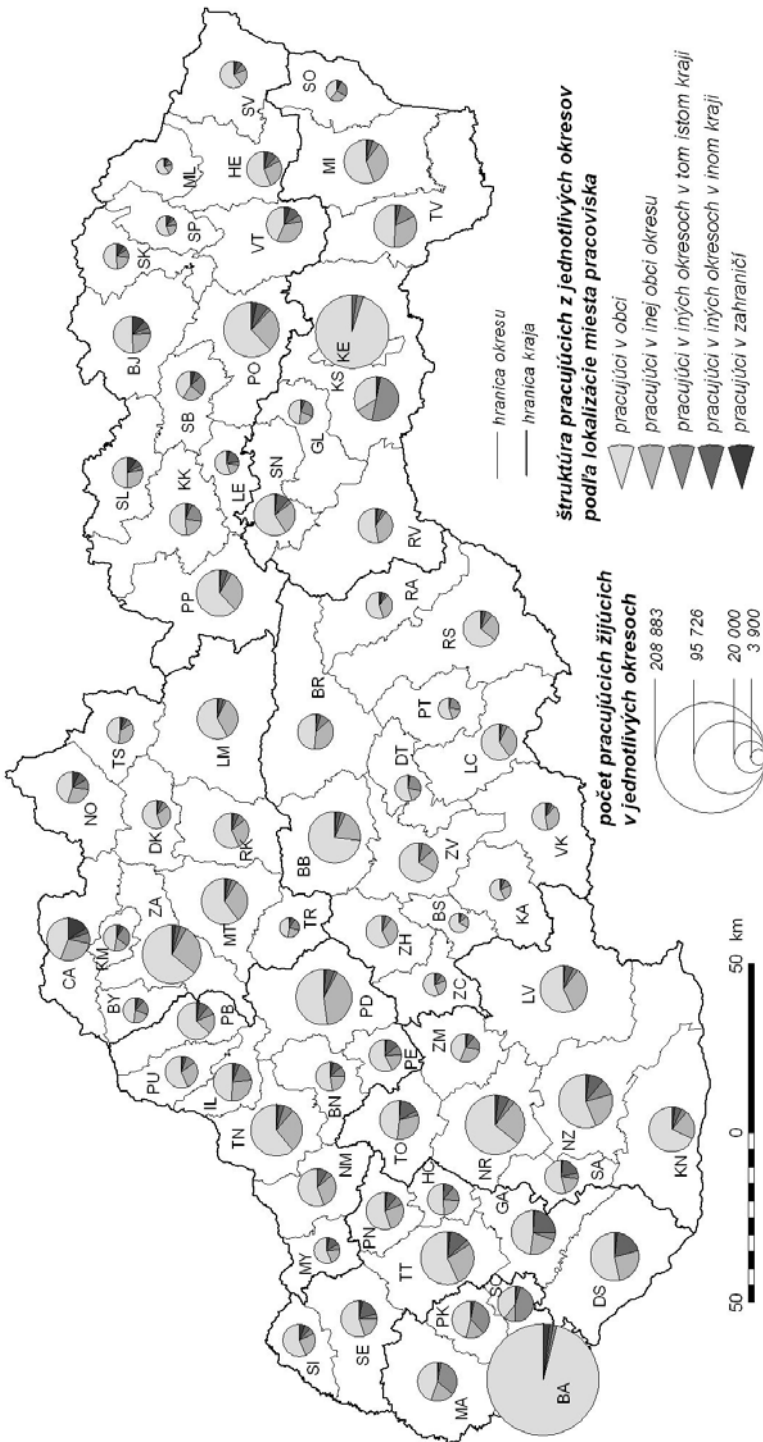 CA
NO
TS
KM
ZA
DK
BY
PB
PU
IL
MT
RK
LM
TR
TN
BN
PD
PE
NM
MY
SI
SE
PN
HC
TO
TT
PK
MA
BA
SC
GA
DS
NR
ZM
SA
NZ
KN
LV
ZC
ZH
BS
KA
BB
ZV
DT
BR
VK
LC
PT
RS
RA
PP
KK
SL
LE
SB
BJ
SK
SP
ML
SV
PO
VT
HE
SO
SN
GL
RV
KS
KE
TV
MI
50
0
50
km
počet pracujúcich žijúcich
v jednotlivých okresoch
208 883
95 726
20 000
3 900
hranica okresu
hranica kraja
štruktúra pracujúcich z jednotlivých okresov
podľa lokalizácie miesta pracoviska
pracujúci v obci
pracujúci v inej obci okresu
pracujúci v iných okresoch v tom istom kraji
pracujúci v iných okresoch v inom kraji
pracujúci v zahraničí